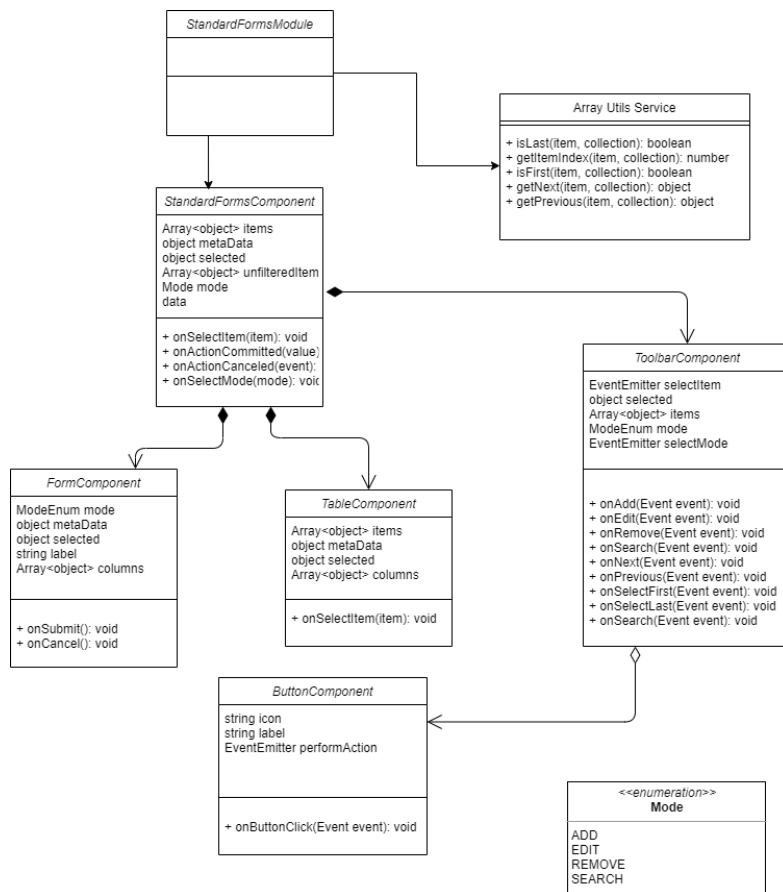 StandardFormsModule
Array Utils Service
+ isLast(item, collection): boolean
+ getItemIndex(item, collection): number
+ isFirst(item, collection): boolean
+ getNext(item, collection): object
+ getPrevious(item, collection): object
StandardFormsComponent
Array<object> items
object metaData
object selected
Array<object> unfilteredItem
Mode mode
data
+ onSelectItem(item): void
+ onActionCommitted(value)
+ onActionCanceled(event):
+ onSelectMode(mode): void
ToolbarComponent
EventEmitter selectItem
object selected
Array<object> items
ModeEnum mode
EventEmitter selectMode
+ onAdd(Event event): void
+ onEdit(Event event): void
+ onRemove(Event event): void
+ onSearch(Event event): void
+ onNext(Event event): void
+ onPrevious(Event event): void
+ onSelectFirst(Event event): void
+ onSelectLast(Event event): void
+ onSearch(Event event): void
FormComponent
ModeEnum mode
object metaData
object selected
string label
Array<object> columns
+ onSubmit(): void
+ onCancel(): void
TableComponent
Array<object> items
object metaData
object selected
Array<object> columns
+ onSelectItem(item): void
ButtonComponent
string icon
string label
EventEmitter performAction
+ onButtonClick(Event event): void
<<enumeration>>
Mode
ADD
EDIT
REMOVE
SEARCH